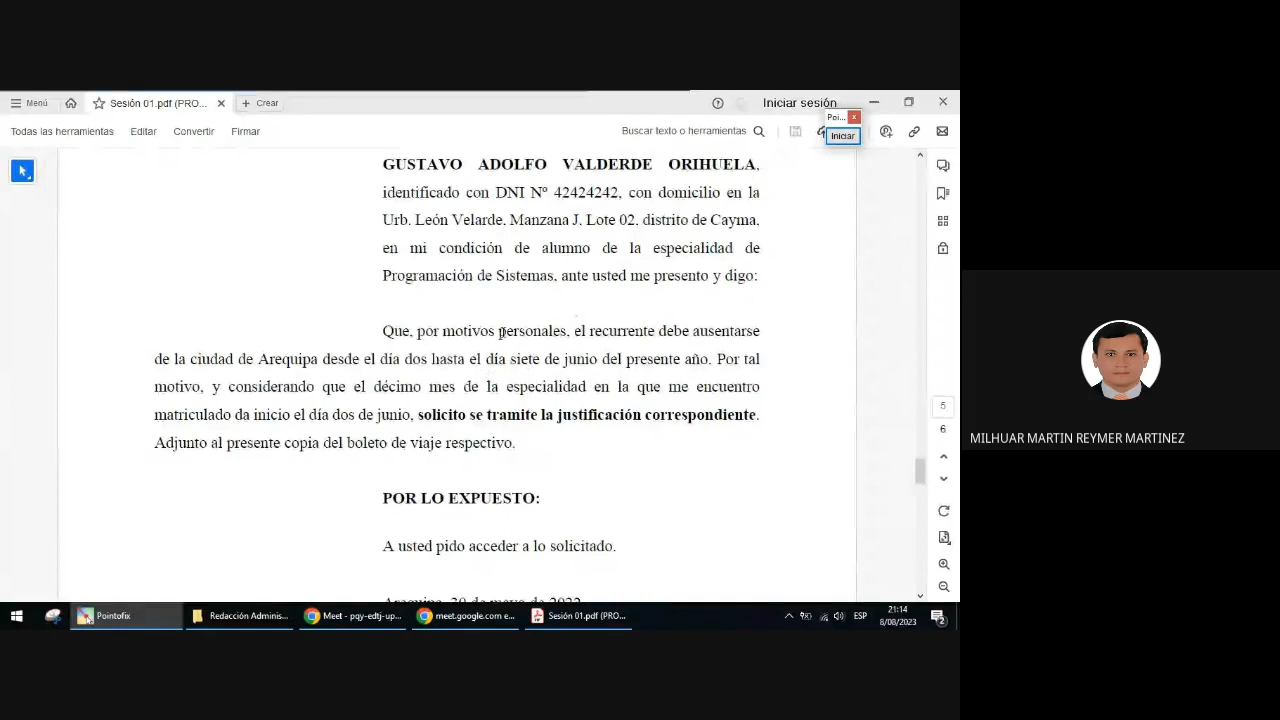 Menú
Sesión 01.pdf (PRO...
Crear
Iniciar sesión
Todas las herramientas
Editar
Convertir
Firmar
Buscar texto o herramientas
Poi...
Iniciar
GUSTAVO ADOLFO VALDERDE ORIHUELA,
identificado con DNI Nº 42424242, con domicilio en la
Urb. León Velarde, Manzana J, Lote 02, distrito de Cayma,
en mi condición de alumno de la especialidad de
Programación de Sistemas, ante usted me presento y digo:
Que, por motivos personales, el recurrente debe ausentarse
de la ciudad de Arequipa desde el día dos hasta el día siete de junio del presente año. Por tal
motivo, y considerando que el décimo mes de la especialidad en la que me encuentro
matriculado da inicio el día dos de junio, solicito se tramite la justificación correspondiente.
Adjunto al presente copia del boleto de viaje respectivo.
POR LO EXPUESTO:
A usted pido acceder a lo solicitado.
Arequipa, 30 de mayo de 2022
5
6
MILHUAR MARTIN REYMER MARTINEZ
Pointofix
Redacción Adminis...
Meet - pqy-edtj-up...
meet.google.com e...
Sesión 01.pdf (PRO...
ESP
21:14
8/08/2023
2